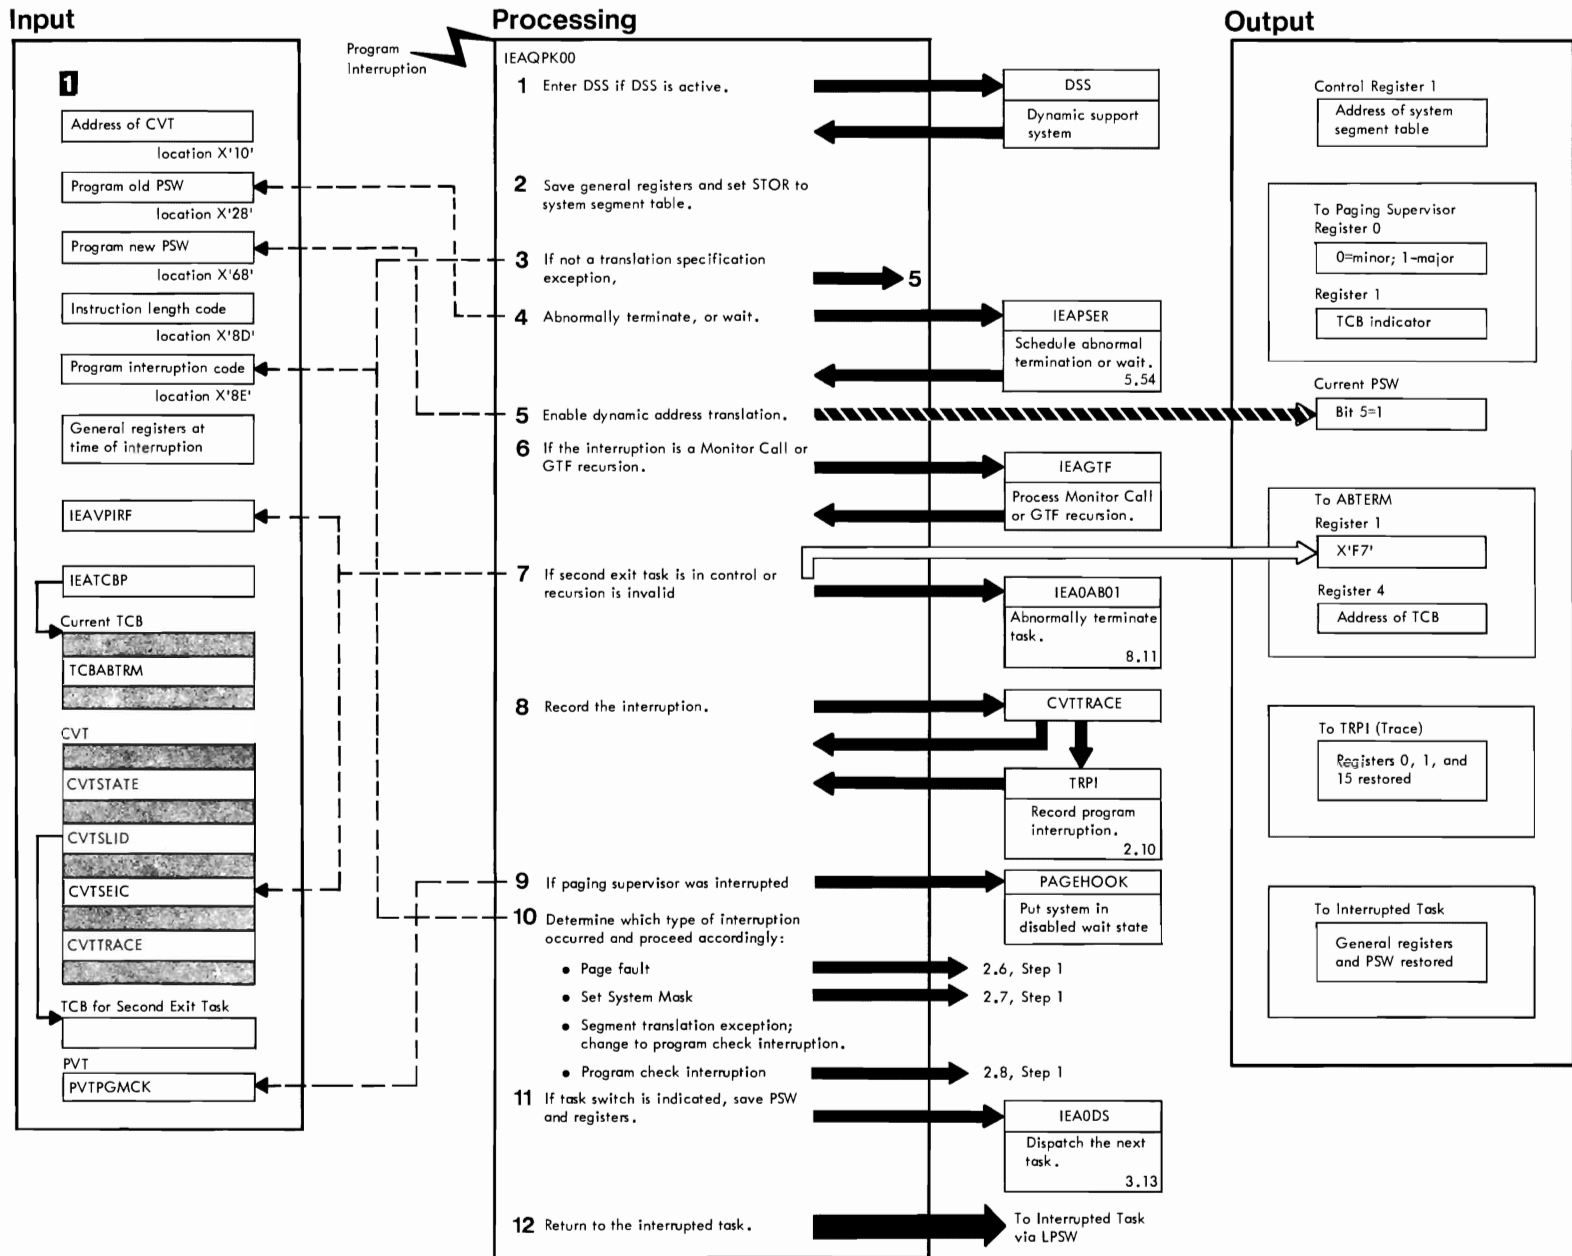 Input
1
Address of CVT
location X'10'
Program old PSW
location X'28'
Program new PSW
location X'68'
Instruction length code
location X'8D'
Program interruption code
location X'8E'
General registers at
time of interruption
IEAVPIRF
IEATCBP
Current TCB
TCBABTRM
CVT
CVTSTATE
CVTSLID
CVTSEIC
CVTTRACE
TCB for Second Exit Task
PVT
PVTPGMCK
Processing
Program
Interruption
IEAQPK00
1 Enter DSS if DSS is active.
DSS
Dynamic support
system
2 Save general registers and set STOR to
system segment table.
3 If not a translation specification
exception,
5
4 Abnormally terminate, or wait.
IEAPSER
Schedule abnormal
termination or wait.
5.54
5 Enable dynamic address translation.
6 If the interruption is a Monitor Call or
GTF recursion.
IEAGTF
Process Monitor Call
or GTF recursion.
7 If second exit task is in control or
recursion is invalid
IEA0AB01
Abnormally terminate
task.
8.11
8 Record the interruption.
CVTTRACE
TRPI
Record program
interruption.
2.10
9 If paging supervisor was interrupted
PAGEHOOK
Put system in
disabled wait state
10 Determine which type of interruption
occurred and proceed accordingly:
• Page fault
2.6, Step 1
• Set System Mask
2.7, Step 1
• Segment translation exception;
change to program check interruption.
• Program check interruption
2.8, Step 1
11 If task switch is indicated, save PSW
and registers.
IEA0DS
Dispatch the next
task.
3.13
12 Return to the interrupted task.
To Interrupted Task
via LPSW
Output
Control Register 1
Address of system
segment table
To Paging Supervisor
Register 0
0=minor; 1-major
Register 1
TCB indicator
Current PSW
Bit 5=1
To ABTERM
Register 1
X'F7'
Register 4
Address of TCB
To TRPI (Trace)
Registers 0, 1, and
15 restored
To Interrupted Task
General registers
and PSW restored